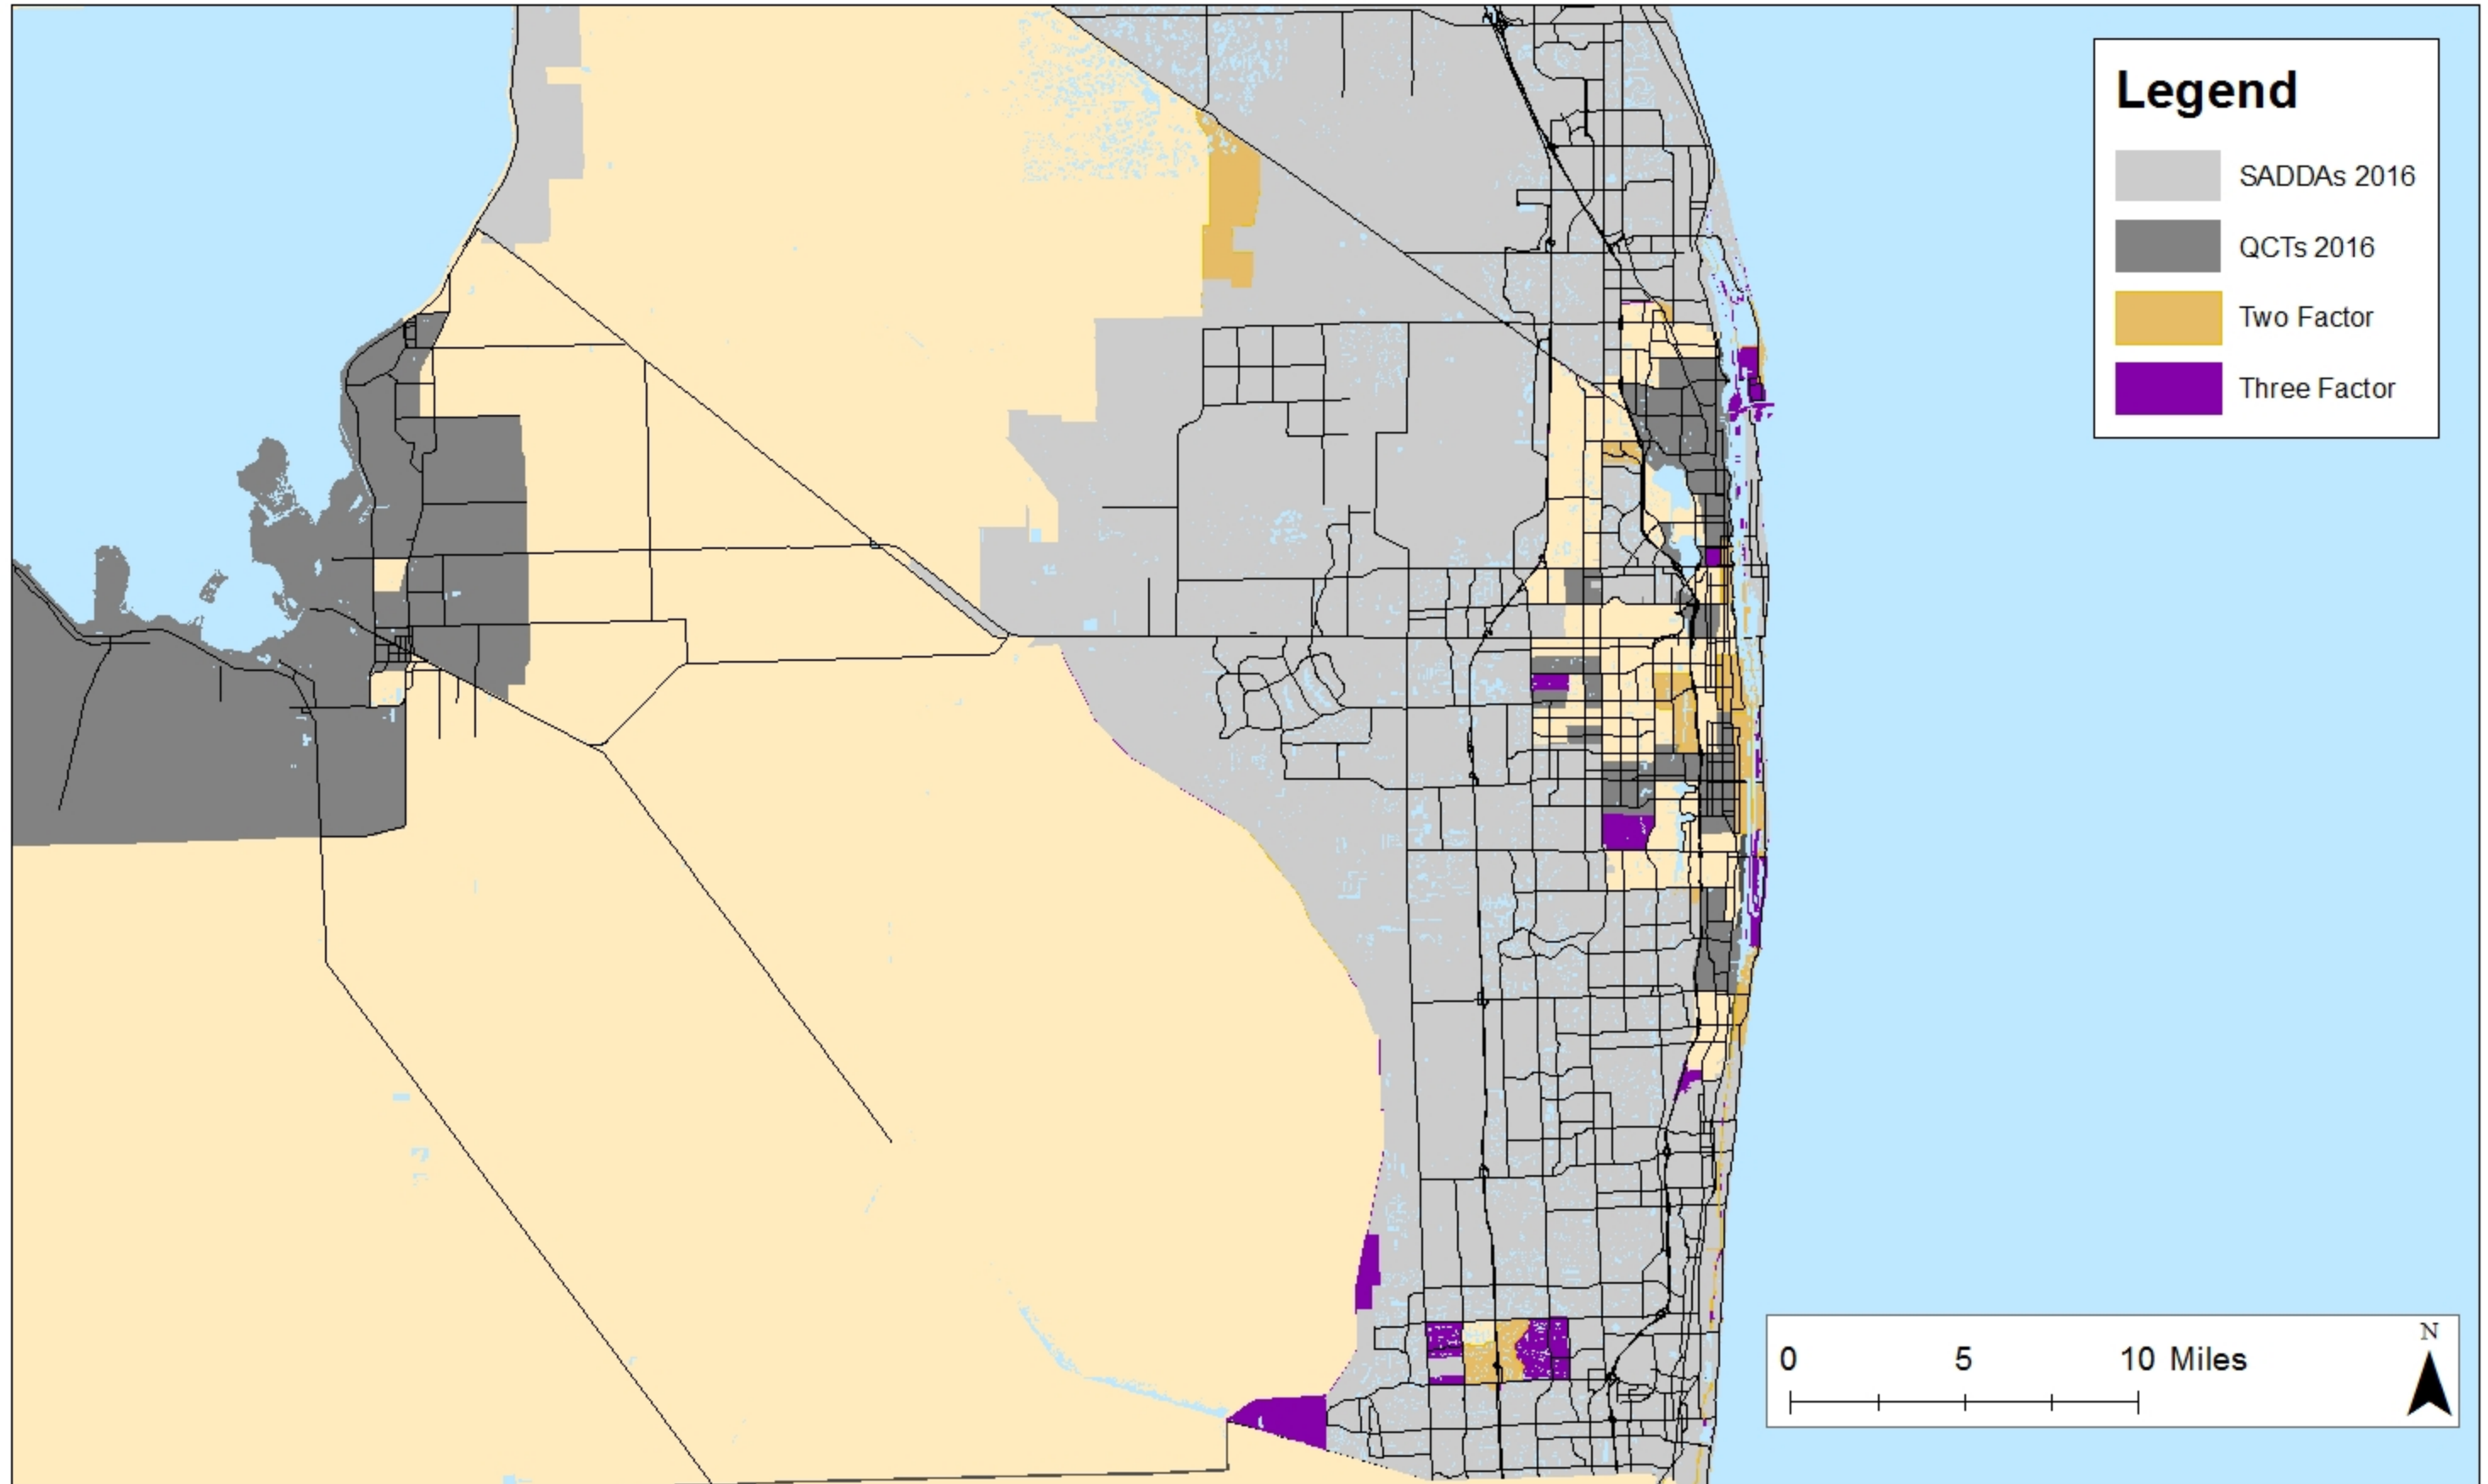 Legend
SADDAs 2016
QCTs 2016
Two Factor
Three Factor
N
0 5 10 Miles